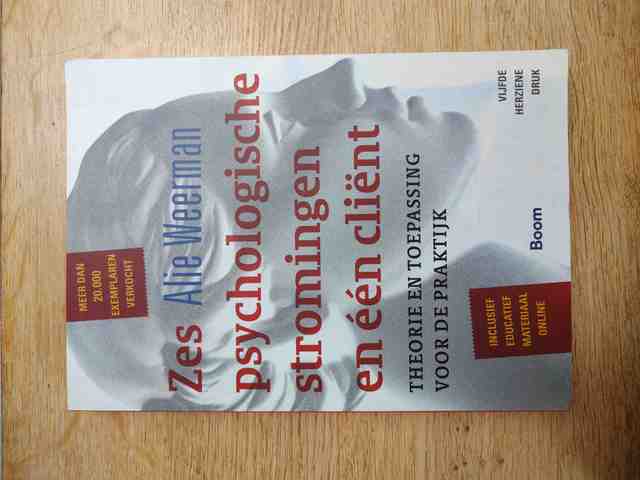 MEER DAN
20.000
EXEMPLAREN
VERKOCHT
Alie Weerman
Zes
psychologische
stromingen
en één cliënt
THEORIE EN TOEPASSING
VOOR DE PRAKTIJK
VIJFDE
HERZIENE
DRUK
INCLUSIEF
EDUCATIEF
MATERIAAL
ONLINE
Boom